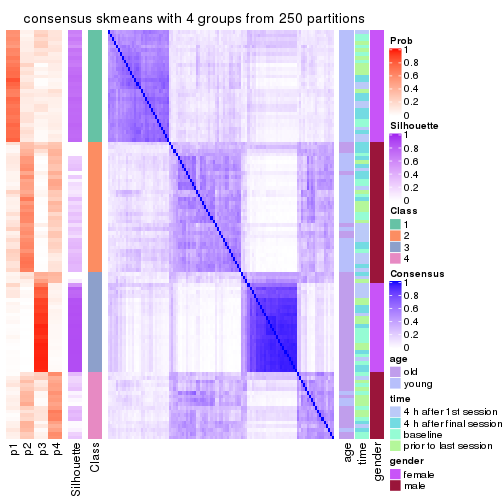 consensus skmeans with 4 groups from 250 partitions
Prob
1
0.8
0.6
0.4
0.2
0
Silhouette
1
0.8
0.6
0.4
0.2
0
Class
1
2
3
4
Consensus
1
0.8
0.6
0.4
0.2
0
age
old
young
time
4 h after 1st session
4 h after final session
baseline
prior to last session
gender
female
male
p1
p2
p3
p4
Silhouette
Class
age
time
gender